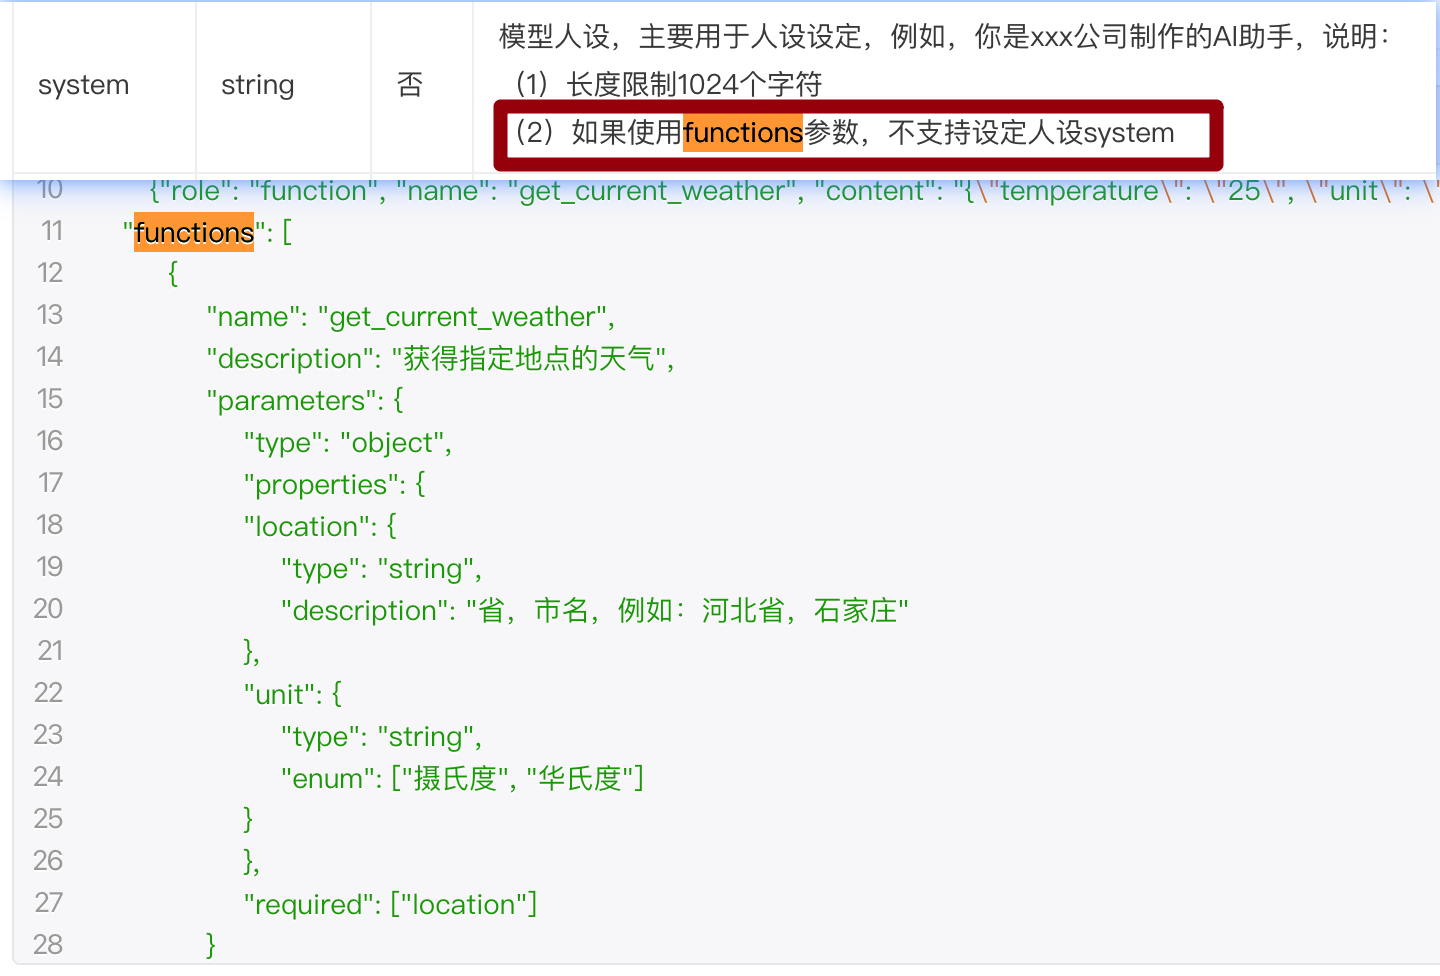 模型人设，主要用于人设设定，例如，你是xxx公司制作的AI助手，说明：
system string 否 （1）长度限制1024个字符
（2）如果使用functions参数，不支持设定人设system
10 {"role": "function", "name": "get_current_weather", "content": "{\"temperature\": \"25\", \"unit\": \"
11 "functions": [
12 {
13 "name": "get_current_weather",
14 "description": "获得指定地点的天气",
15 "parameters": {
16 "type": "object",
17 "properties": {
18 "location": {
19 "type": "string",
20 "description": "省，市名，例如：河北省，石家庄"
21 },
22 "unit": {
23 "type": "string",
24 "enum": ["摄氏度", "华氏度"]
25 }
26 },
27 "required": ["location"]
28 }